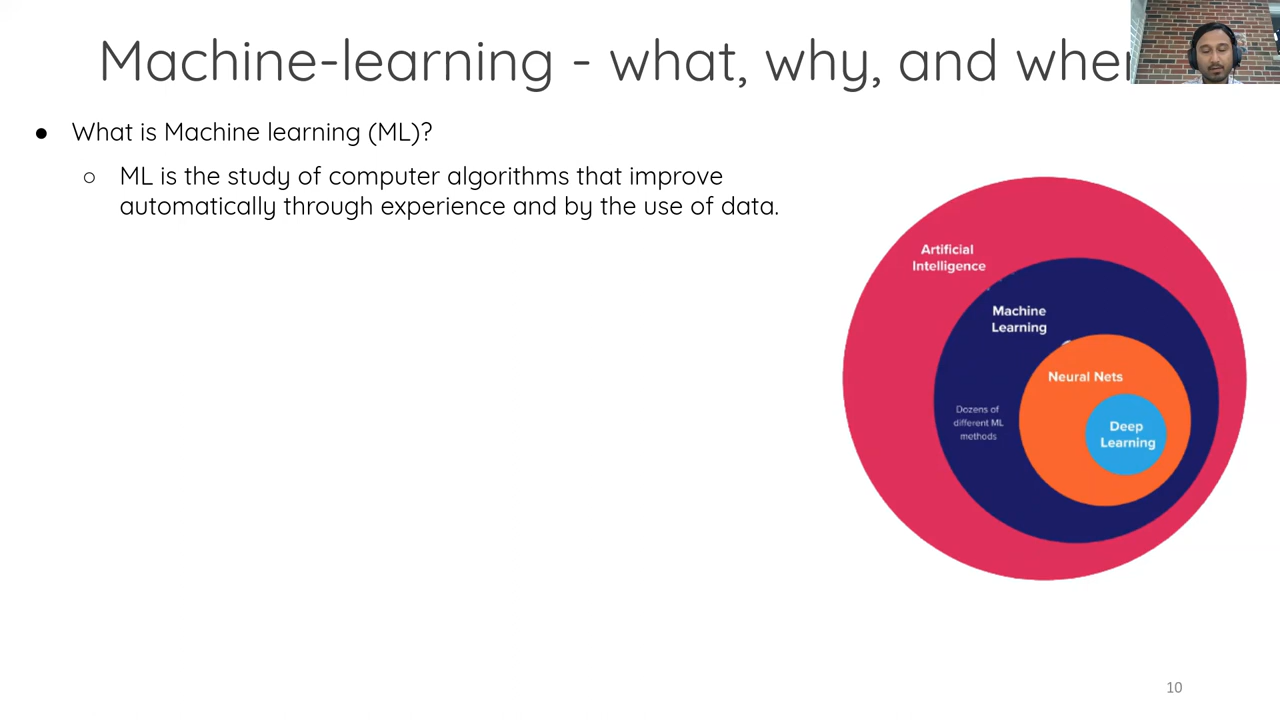 Machine-learning - what, why, and when
● What is Machine learning (ML)?
○ ML is the study of computer algorithms that improve
automatically through experience and by the use of data.
Artificial
Intelligence
Machine
Learning
Neural Nets
Dozens of
different ML
methods
Deep
Learning
10